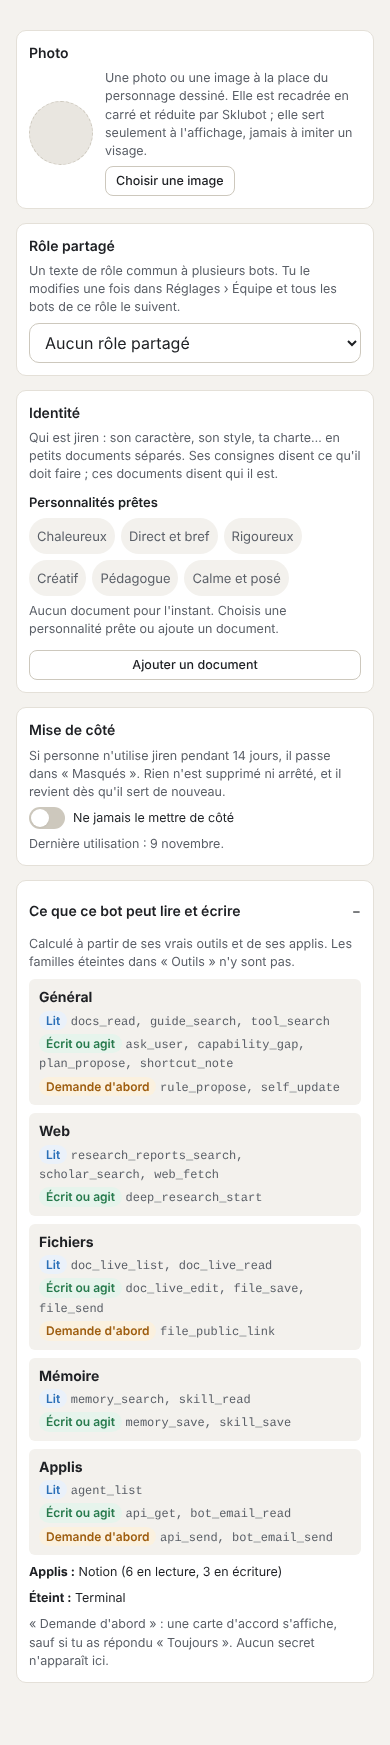 Photo
Une photo ou une image à la place du
personnage dessiné. Elle est recadrée en
carré et réduite par Sklubot ; elle sert
seulement à l'affichage, jamais à imiter un
visage.
Choisir une image
Rôle partagé
Un texte de rôle commun à plusieurs bots. Tu le
modifies une fois dans Réglages › Équipe et tous les
bots de ce rôle le suivent.
Aucun rôle partagé
Identité
Qui est jiren : son caractère, son style, ta charte… en
petits documents séparés. Ses consignes disent ce qu'il
doit faire ; ces documents disent qui il est.
Personnalités prêtes
Chaleureux Direct et bref Rigoureux
Créatif Pédagogue Calme et posé
Aucun document pour l'instant. Choisis une
personnalité prête ou ajoute un document.
Ajouter un document
Mise de côté
Si personne n'utilise jiren pendant 14 jours, il passe
dans « Masqués ». Rien n'est supprimé ni arrêté, et il
revient dès qu'il sert de nouveau.
Ne jamais le mettre de côté
Dernière utilisation : 9 novembre.
Ce que ce bot peut lire et écrire –
Calculé à partir de ses vrais outils et de ses applis. Les
familles éteintes dans « Outils » n'y sont pas.
Général
Lit docs_read, guide_search, tool_search
Écrit ou agit ask_user, capability_gap,
plan_propose, shortcut_note
Demande d'abord rule_propose, self_update
Web
Lit research_reports_search,
scholar_search, web_fetch
Écrit ou agit deep_research_start
Fichiers
Lit doc_live_list, doc_live_read
Écrit ou agit doc_live_edit, file_save,
file_send
Demande d'abord file_public_link
Mémoire
Lit memory_search, skill_read
Écrit ou agit memory_save, skill_save
Applis
Lit agent_list
Écrit ou agit api_get, bot_email_read
Demande d'abord api_send, bot_email_send
Applis : Notion (6 en lecture, 3 en écriture)
Éteint : Terminal
« Demande d'abord » : une carte d'accord s'affiche,
sauf si tu as répondu « Toujours ». Aucun secret
n'apparaît ici.